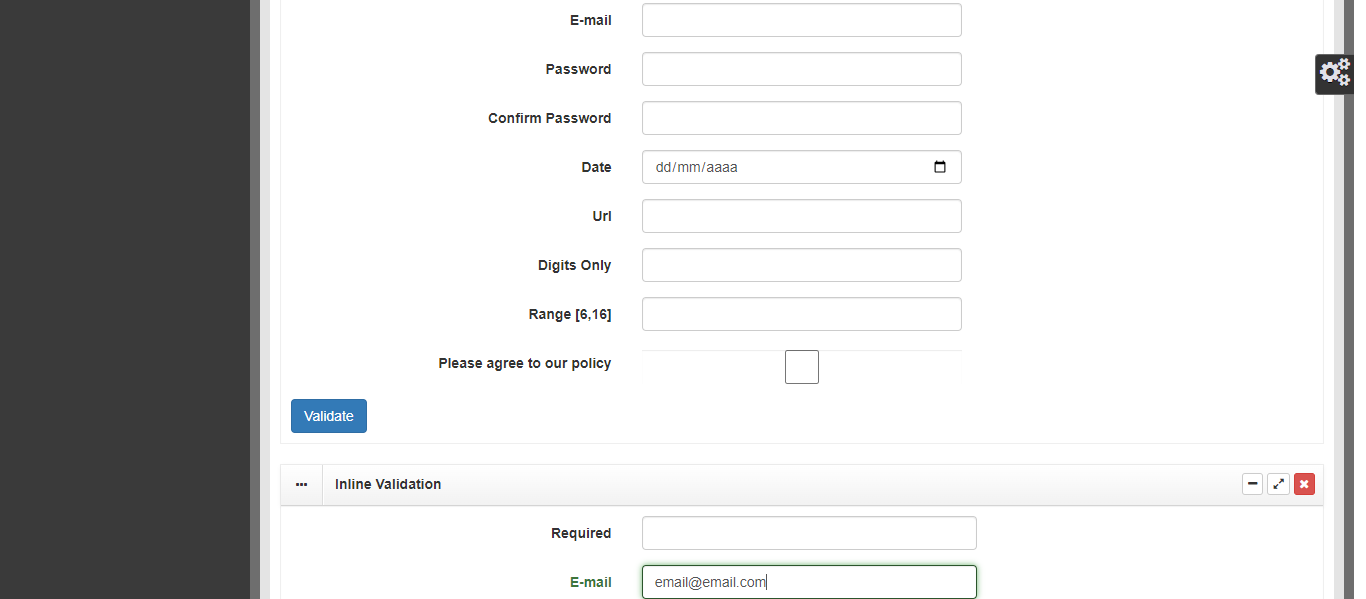 E-mail
Password
Confirm Password
Date dd/mm/aaaa
Url
Digits Only
Range [6,16]
Please agree to our policy
Validate
Inline Validation
Required
E-mail email@email.com